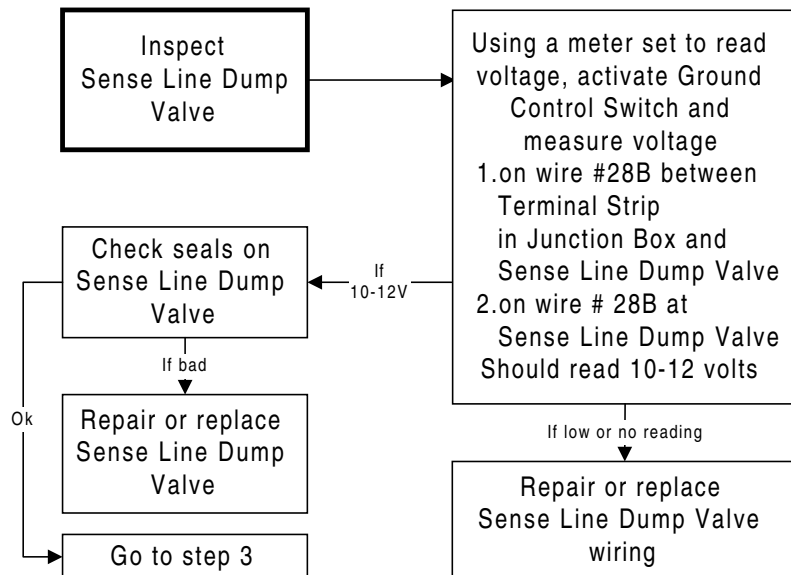 Inspect
Sense Line Dump
Valve
Using a meter set to read
voltage, activate Ground
Control Switch and
measure voltage
1.on wire #28B between
Terminal Strip
in Junction Box and
Sense Line Dump Valve
2.on wire # 28B at
Sense Line Dump Valve
Should read 10-12 volts
If
10-12V
Check seals on
Sense Line Dump
Valve
If bad
Ok
Repair or replace
Sense Line Dump
Valve
Go to step 3
If low or no reading
Repair or replace
Sense Line Dump Valve
wiring